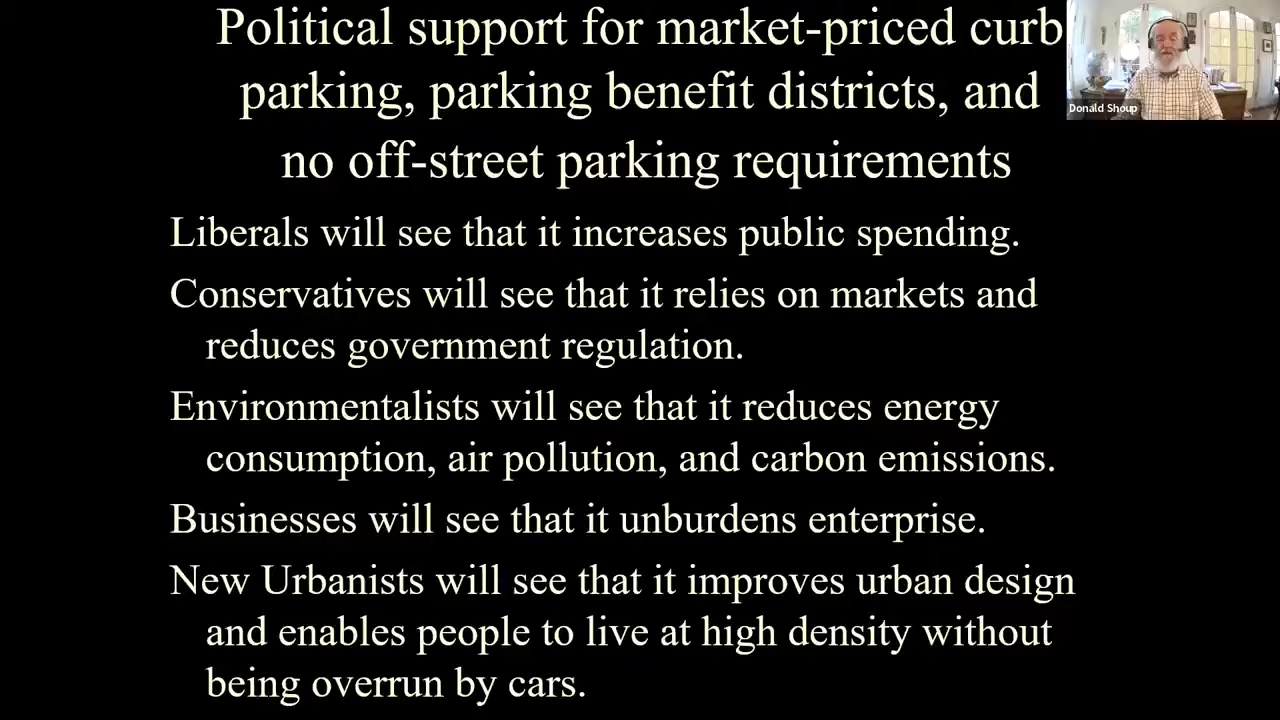 Political support for market-priced curb
parking, parking benefit districts, and
no off-street parking requirements
Donald Shoup
Liberals will see that it increases public spending.
Conservatives will see that it relies on markets and
reduces government regulation.
Environmentalists will see that it reduces energy
consumption, air pollution, and carbon emissions.
Businesses will see that it unburdens enterprise.
New Urbanists will see that it improves urban design
and enables people to live at high density without
being overrun by cars.